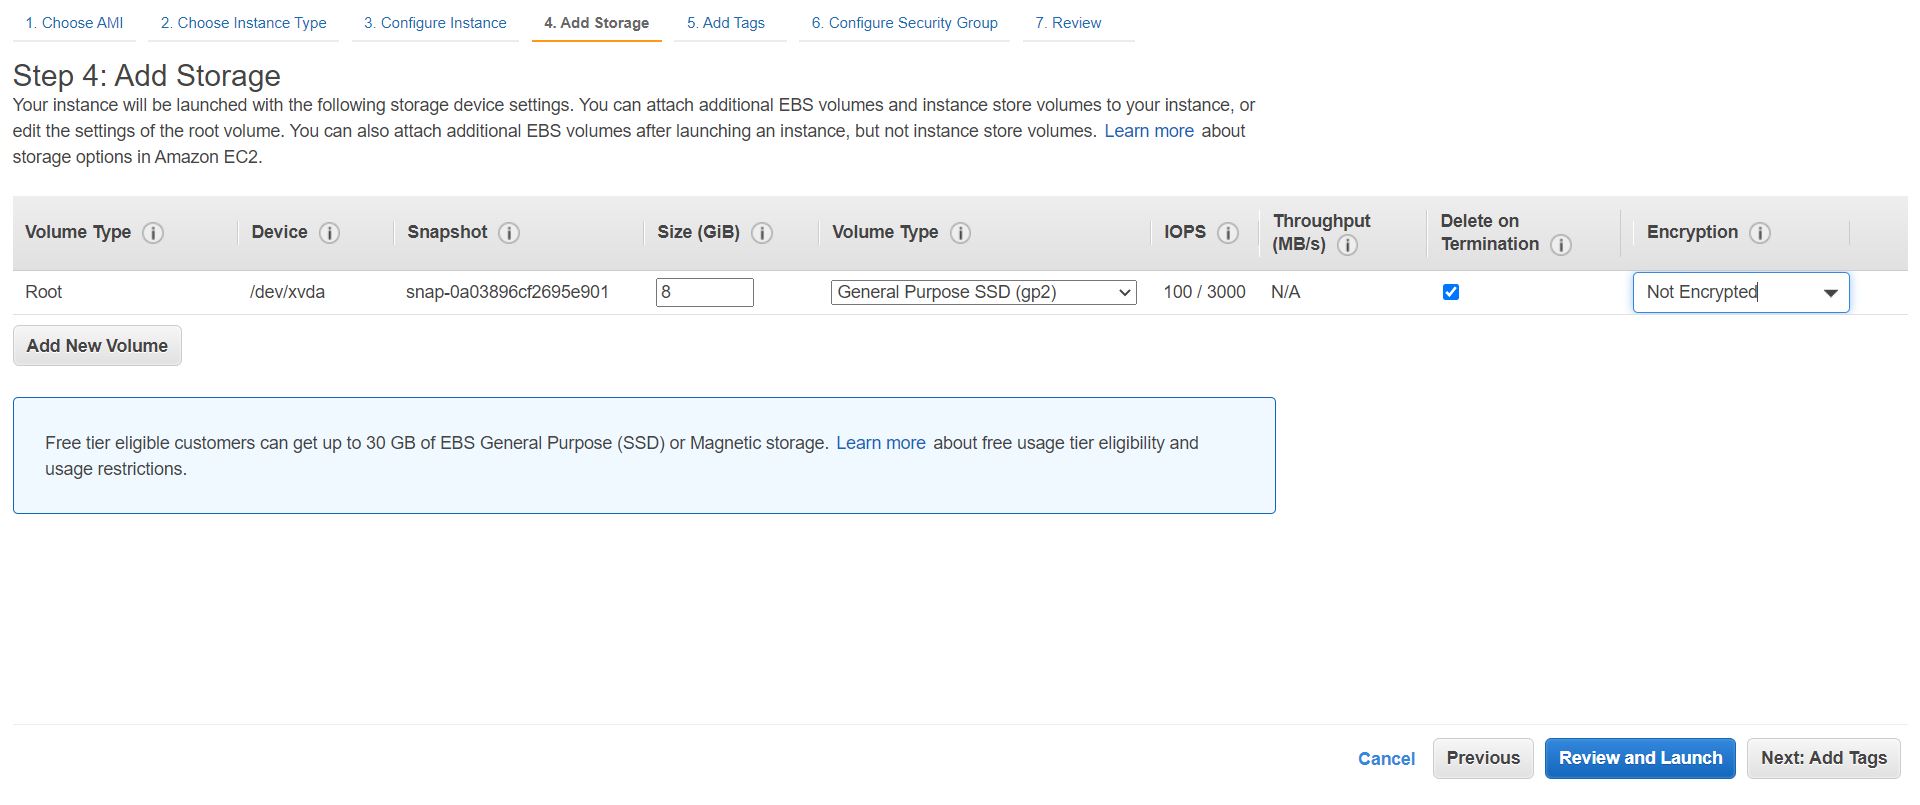 1. Choose AMI 2. Choose Instance Type 3. Configure Instance 4. Add Storage 5. Add Tags 6. Configure Security Group 7. Review
Step 4: Add Storage
Your instance will be launched with the following storage device settings. You can attach additional EBS volumes and instance store volumes to your instance, or
edit the settings of the root volume. You can also attach additional EBS volumes after launching an instance, but not instance store volumes. Learn more about
storage options in Amazon EC2.
Volume Type i Device i Snapshot i Size (GiB) i Volume Type i IOPS i Throughput (MB/s) i Delete on Termination i Encryption i
Root /dev/xvda snap-0a03896cf2695e901 8 General Purpose SSD (gp2) 100 / 3000 N/A Not Encrypted
Add New Volume
Free tier eligible customers can get up to 30 GB of EBS General Purpose (SSD) or Magnetic storage. Learn more about free usage tier eligibility and
usage restrictions.
Cancel Previous Review and Launch Next: Add Tags